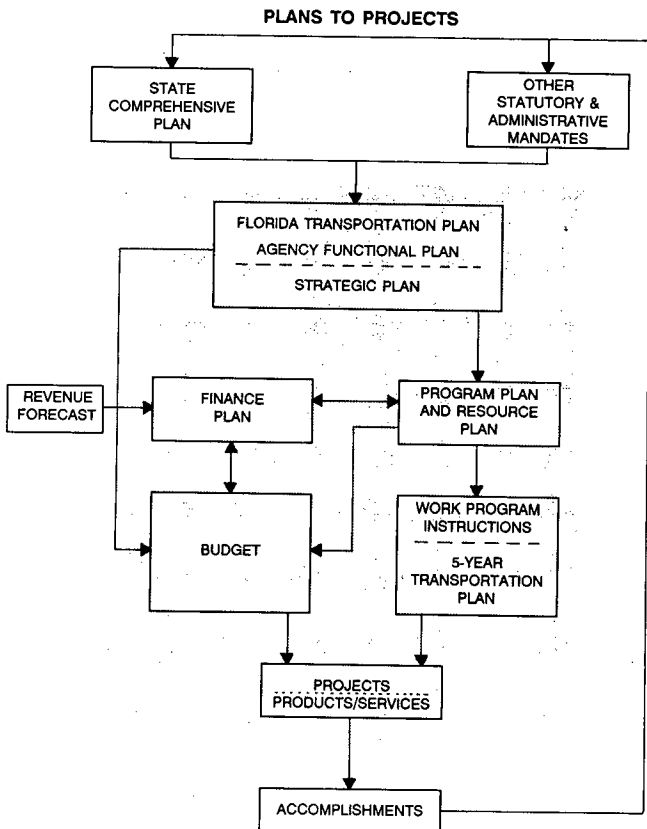 PLANS TO PROJECTS
STATE
COMPREHENSIVE
PLAN
OTHER
STATUTORY &
ADMINISTRATIVE
MANDATES
FLORIDA TRANSPORTATION PLAN
AGENCY FUNCTIONAL PLAN
STRATEGIC PLAN
REVENUE
FORECAST
FINANCE
PLAN
PROGRAM PLAN
AND RESOURCE
PLAN
BUDGET
WORK PROGRAM
INSTRUCTIONS
5-YEAR
TRANSPORTATION
PLAN
PROJECTS
PRODUCTS/SERVICES
ACCOMPLISHMENTS